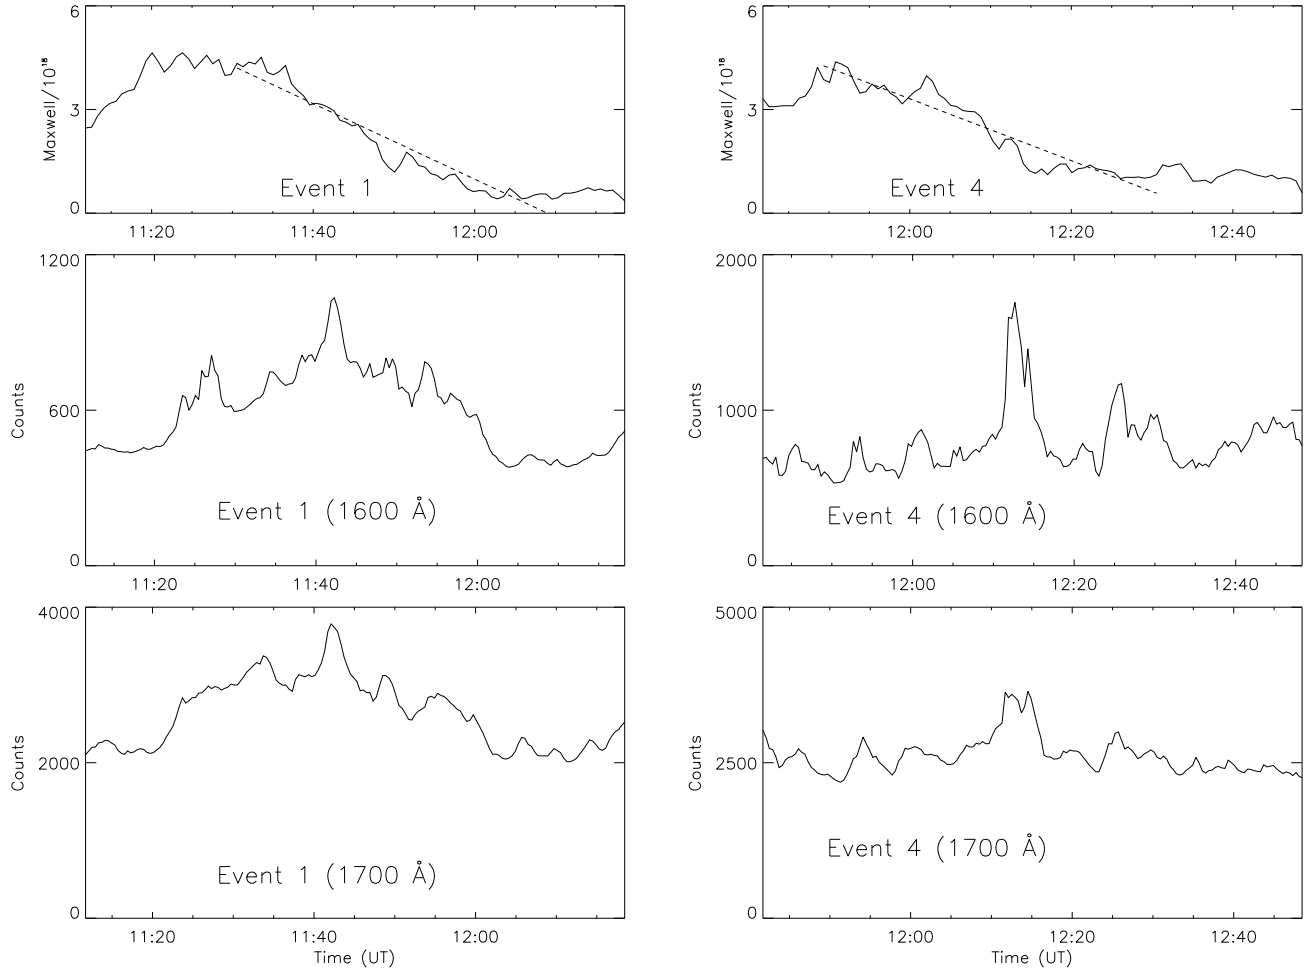 6
3
0
Maxwell/10¹⁸
Event 1
11:20
11:40
12:00
6
3
0
Maxwell/10¹⁸
Event 4
12:00
12:20
12:40
1200
600
0
Counts
Event 1 (1600 Å)
11:20
11:40
12:00
2000
1000
0
Counts
Event 4 (1600 Å)
12:00
12:20
12:40
4000
2000
0
Counts
Event 1 (1700 Å)
11:20
11:40
12:00
Time (UT)
5000
2500
0
Counts
Event 4 (1700 Å)
12:00
12:20
12:40
Time (UT)